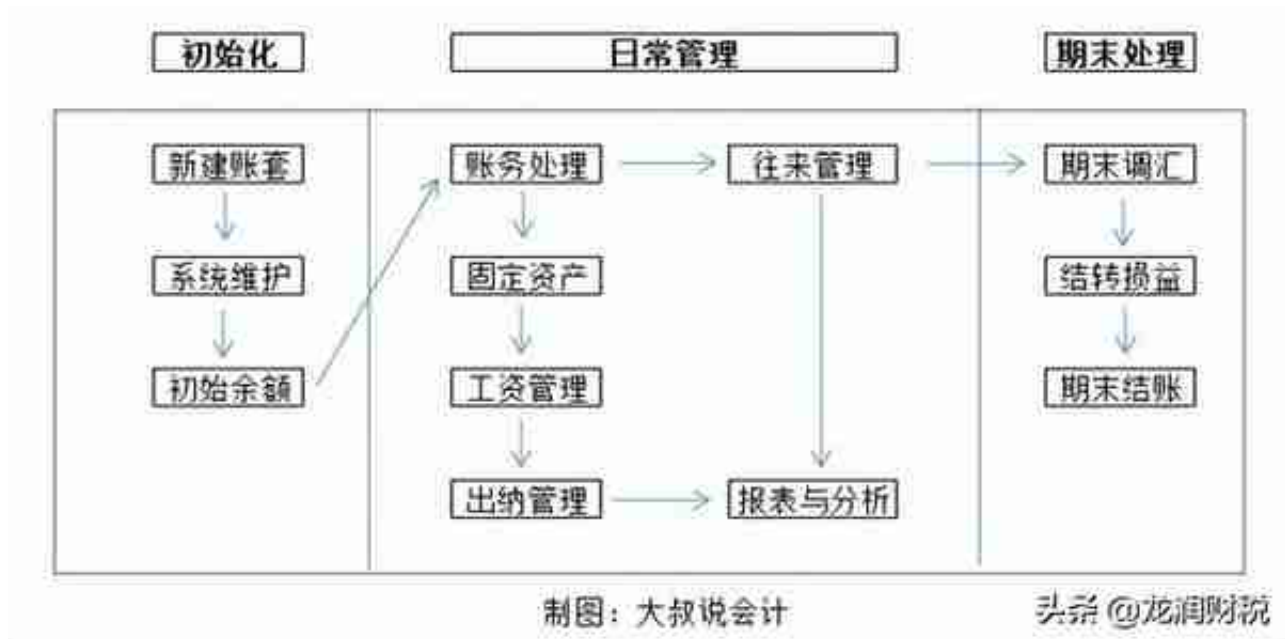 初始化
日常管理
期末处理
新建账套
账务处理
往来管理
期末调汇
系统维护
固定资产
结转损益
初始余额
工资管理
期末结账
出纳管理
报表与分析
制图：大叔说会计
头条 @龙润财税